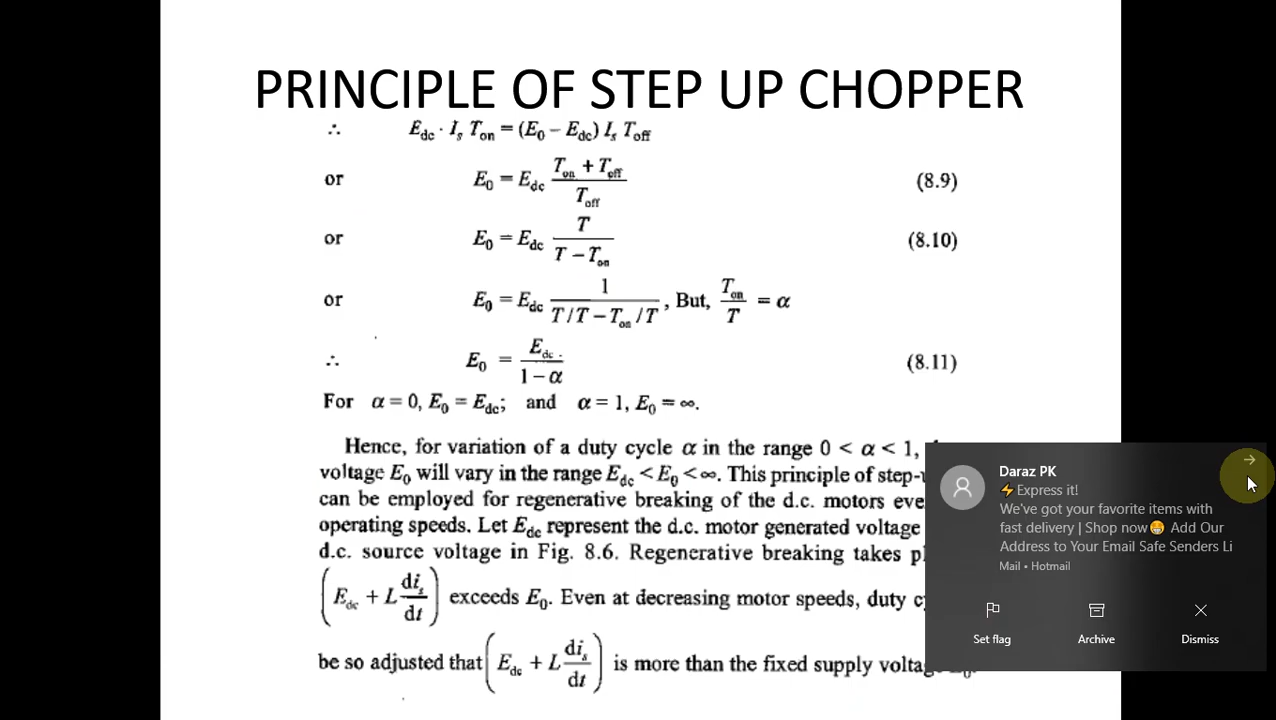 PRINCIPLE OF STEP UP CHOPPER
∴ E_dc · I_s T_on = (E_0 − E_dc) I_s T_off
or E_0 = E_dc (T_on + T_off) / T_off (8.9)
or E_0 = E_dc T / (T − T_on) (8.10)
or E_0 = E_dc 1 / (T/T − T_on/T), But, T_on / T = α
∴ E_0 = E_dc / (1 − α) (8.11)
For α = 0, E_0 = E_dc; and α = 1, E_0 = ∞.
Hence, for variation of a duty cycle α in the range 0 < α < 1,
voltage E_0 will vary in the range E_dc < E_0 < ∞. This principle of step-
can be employed for regenerative breaking of the d.c. motors
operating speeds. Let E_dc represent the d.c. motor generated voltage
d.c. source voltage in Fig. 8.6. Regenerative breaking takes
(E_dc + L di_s/dt) exceeds E_0. Even at decreasing motor speeds, duty
be so adjusted that (E_dc + L di_s/dt) is more than the fixed supply voltage E_0.
Daraz PK
⚡Express it!
We've got your favorite items with
fast delivery | Shop now😁 Add Our
Address to Your Email Safe Senders Li
Mail • Hotmail
Set flag Archive Dismiss